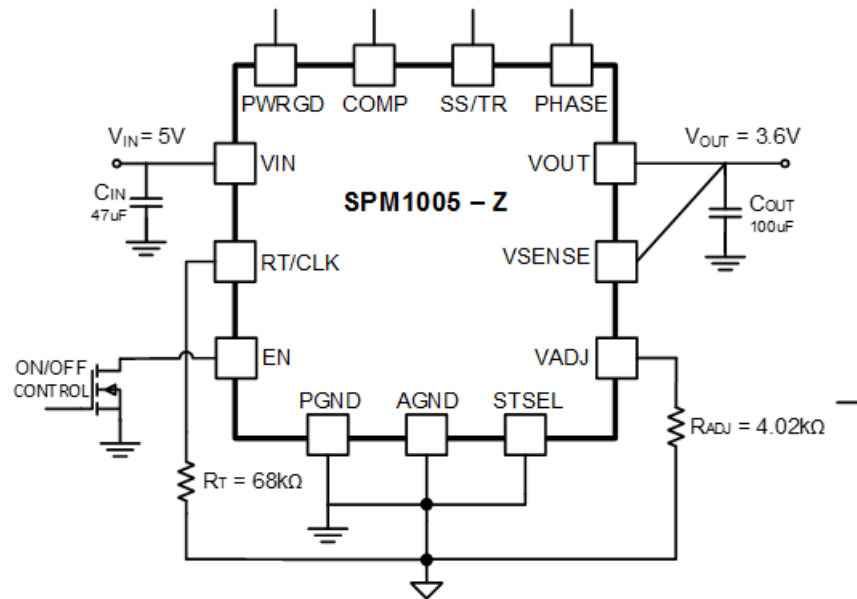 PWRGD COMP SS/TR PHASE
VIN= 5V
VOUT = 3.6V
VIN
VOUT
CIN
47uF
SPM1005 – Z
COUT
100uF
RT/CLK
VSENSE
ON/OFF
CONTROL
EN
VADJ
PGND AGND STSEL
RADJ = 4.02kΩ
RT = 68kΩ